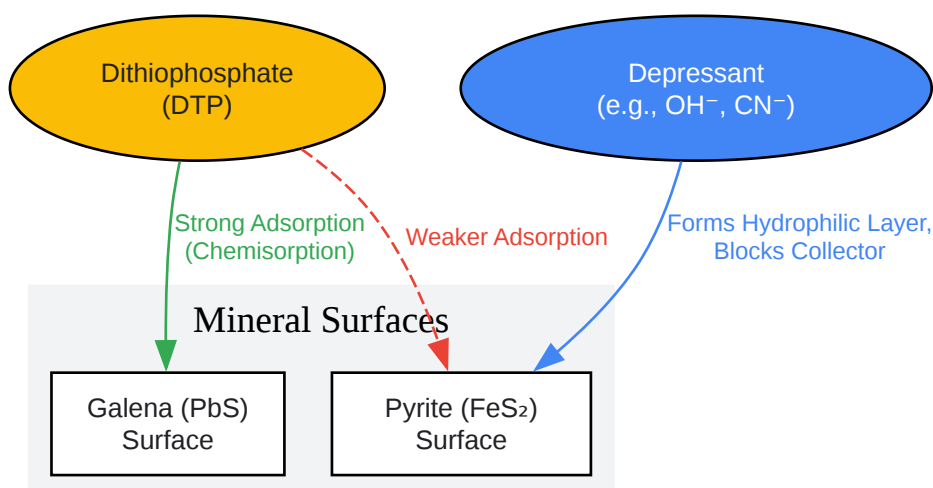 Dithiophosphate
(DTP)
Depressant
(e.g., OH⁻, CN⁻)
Strong Adsorption
(Chemisorption)
Weaker Adsorption
Forms Hydrophilic Layer,
Blocks Collector
Mineral Surfaces
Galena (PbS)
Surface
Pyrite (FeS₂)
Surface